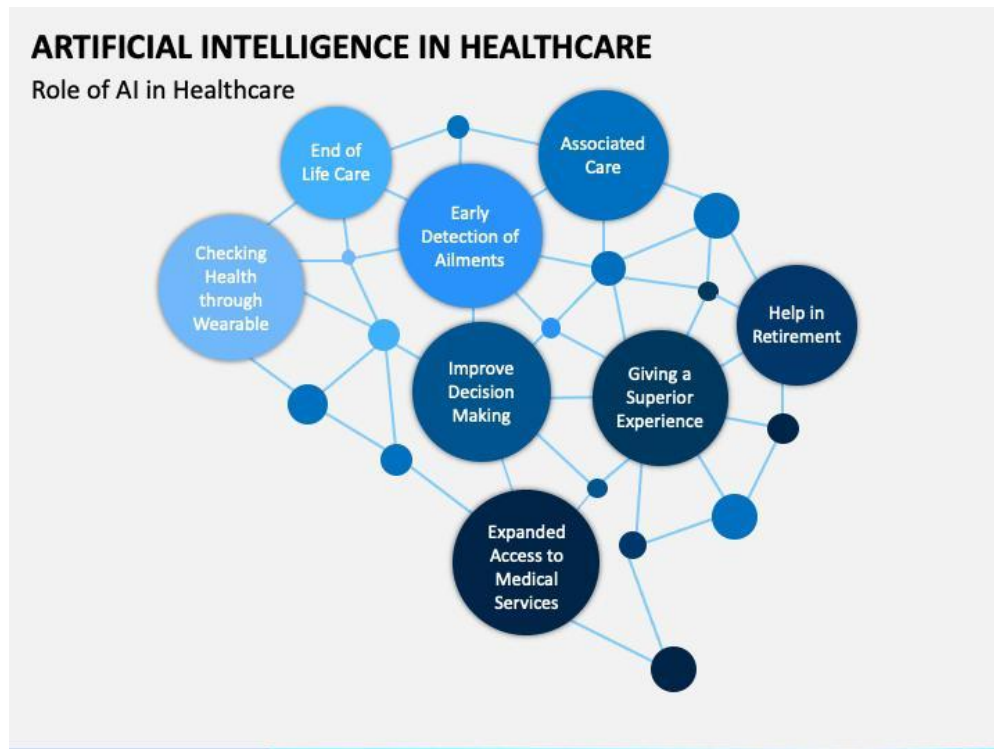 ARTIFICIAL INTELLIGENCE IN HEALTHCARE
Role of AI in Healthcare
End of
Life Care
Associated
Care
Early
Detection of
Ailments
Checking
Health
through
Wearable
Help in
Retirement
Improve
Decision
Making
Giving a
Superior
Experience
Expanded
Access to
Medical
Services